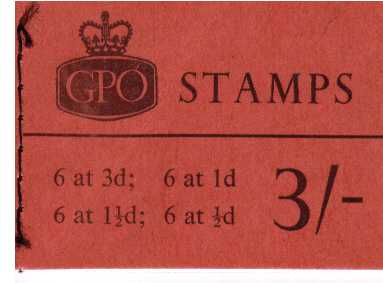 GPO STAMPS
6 at 3d; 6 at 1d
6 at 1½d; 6 at ½d
3/-